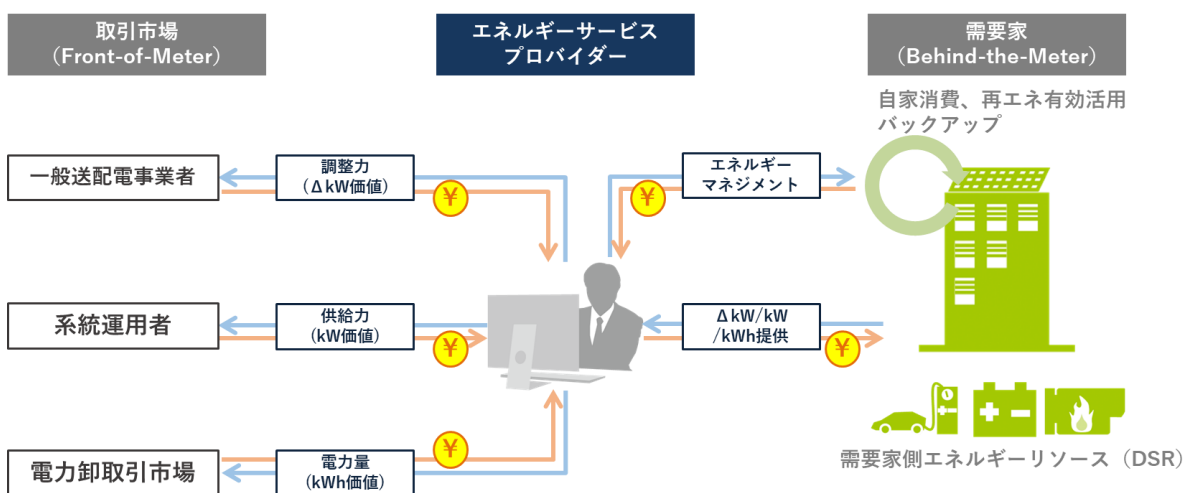 取引市場
(Front-of-Meter)
エネルギーサービス
プロバイダー
需要家
(Behind-the-Meter)
自家消費、再エネ有効活用
バックアップ
一般送配電事業者
調整力
(ΔkW価値)
¥
¥
エネルギー
マネジメント
系統運用者
供給力
(kW価値)
¥
ΔkW/kW
/kWh提供
¥
電力卸取引市場
電力量
(kWh価値)
¥
需要家側エネルギーリソース（DSR）